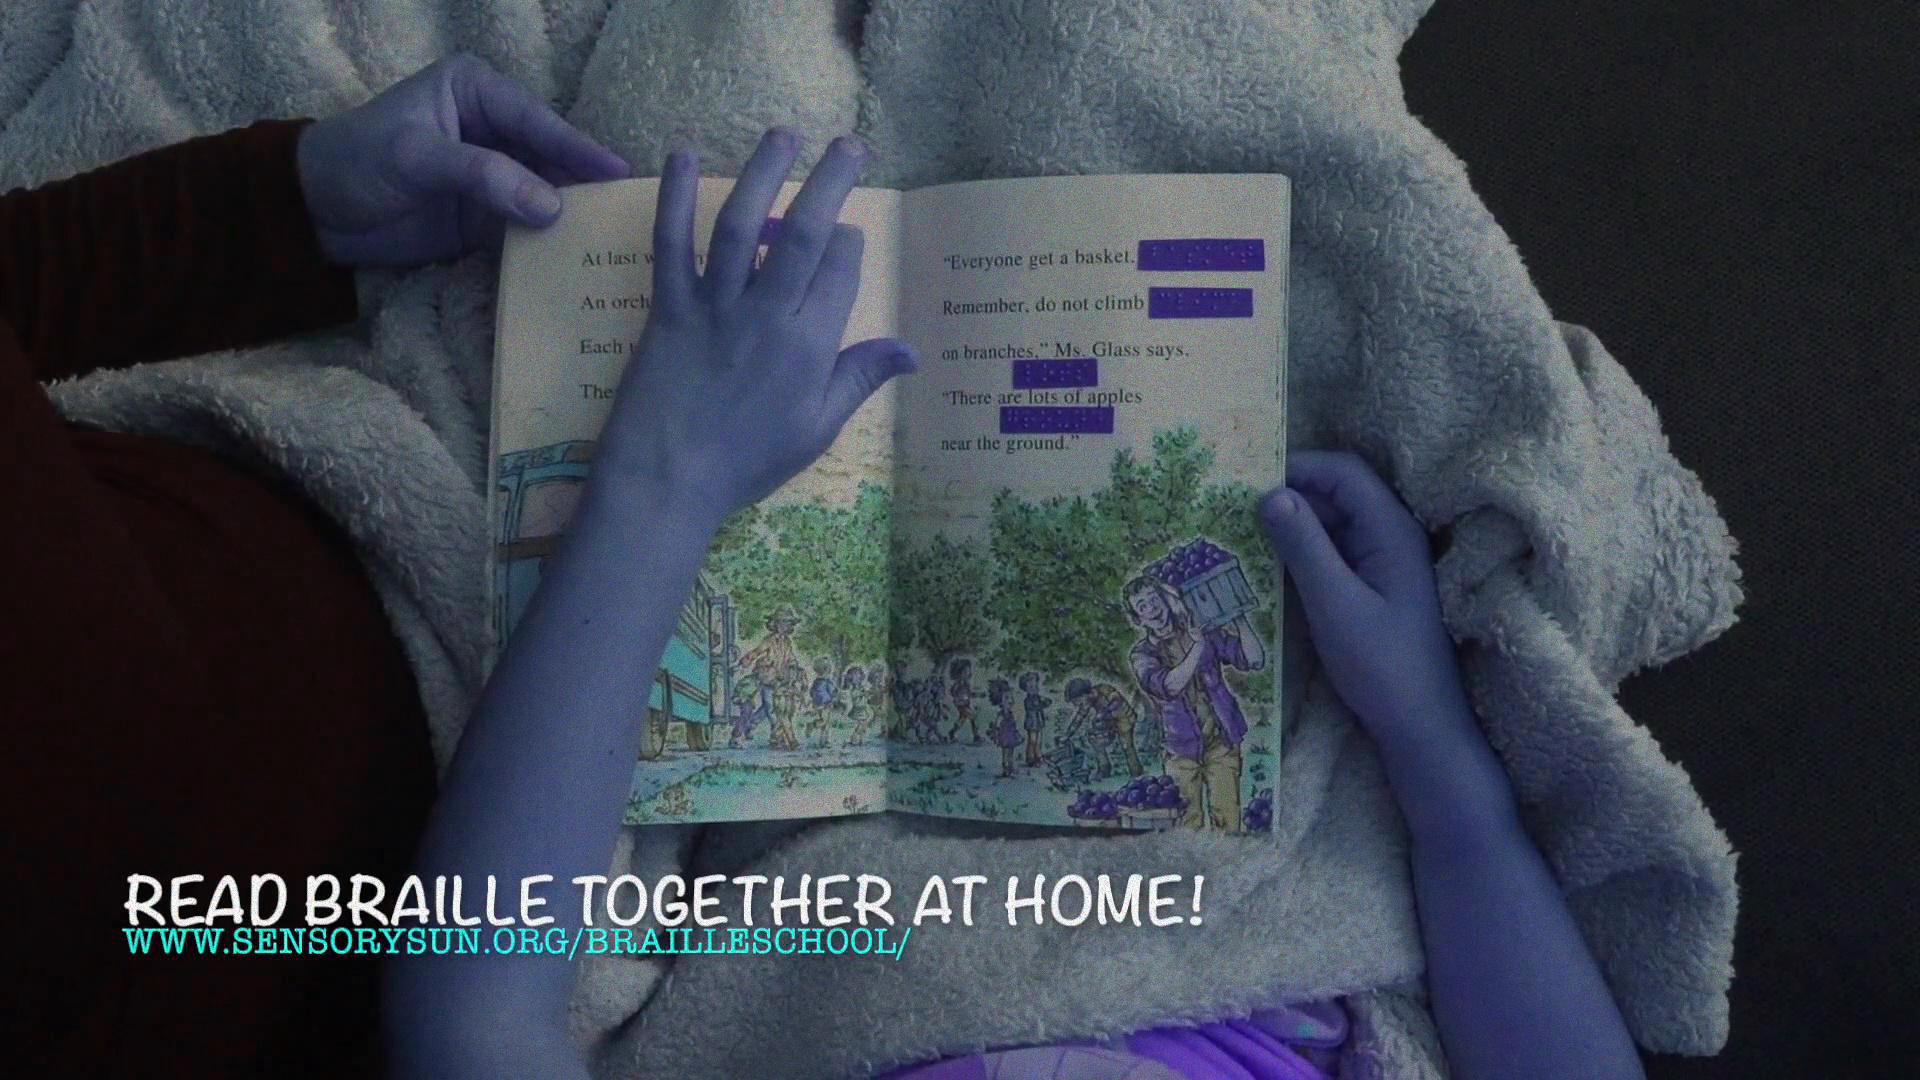 At last
An orch
Each
The
"Everyone get a basket.
Remember, do not climb
on branches," Ms. Glass says.
"There are lots of apples
near the ground."
READ BRAILLE TOGETHER AT HOME!
WWW.SENSORYSUN.ORG/BRAILLESCHOOL/